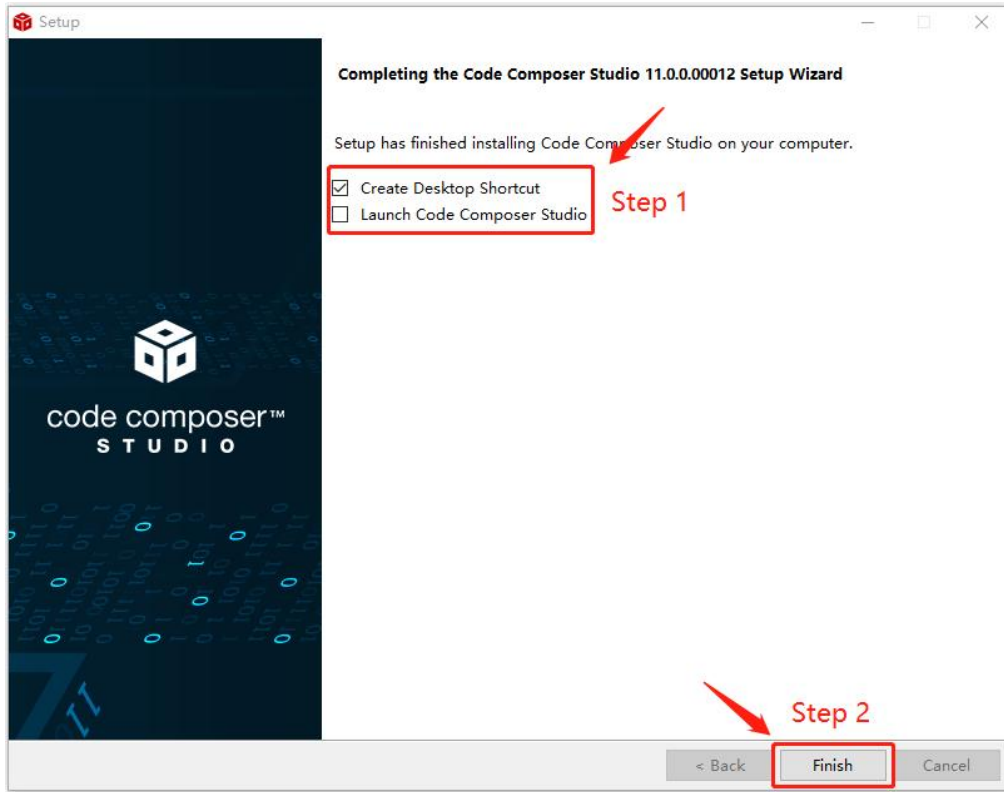 Setup
Completing the Code Composer Studio 11.0.0.00012 Setup Wizard
Setup has finished installing Code Composer Studio on your computer.
Create Desktop Shortcut
Launch Code Composer Studio
Step 1
code composer™
STUDIO
Step 2
< Back
Finish
Cancel